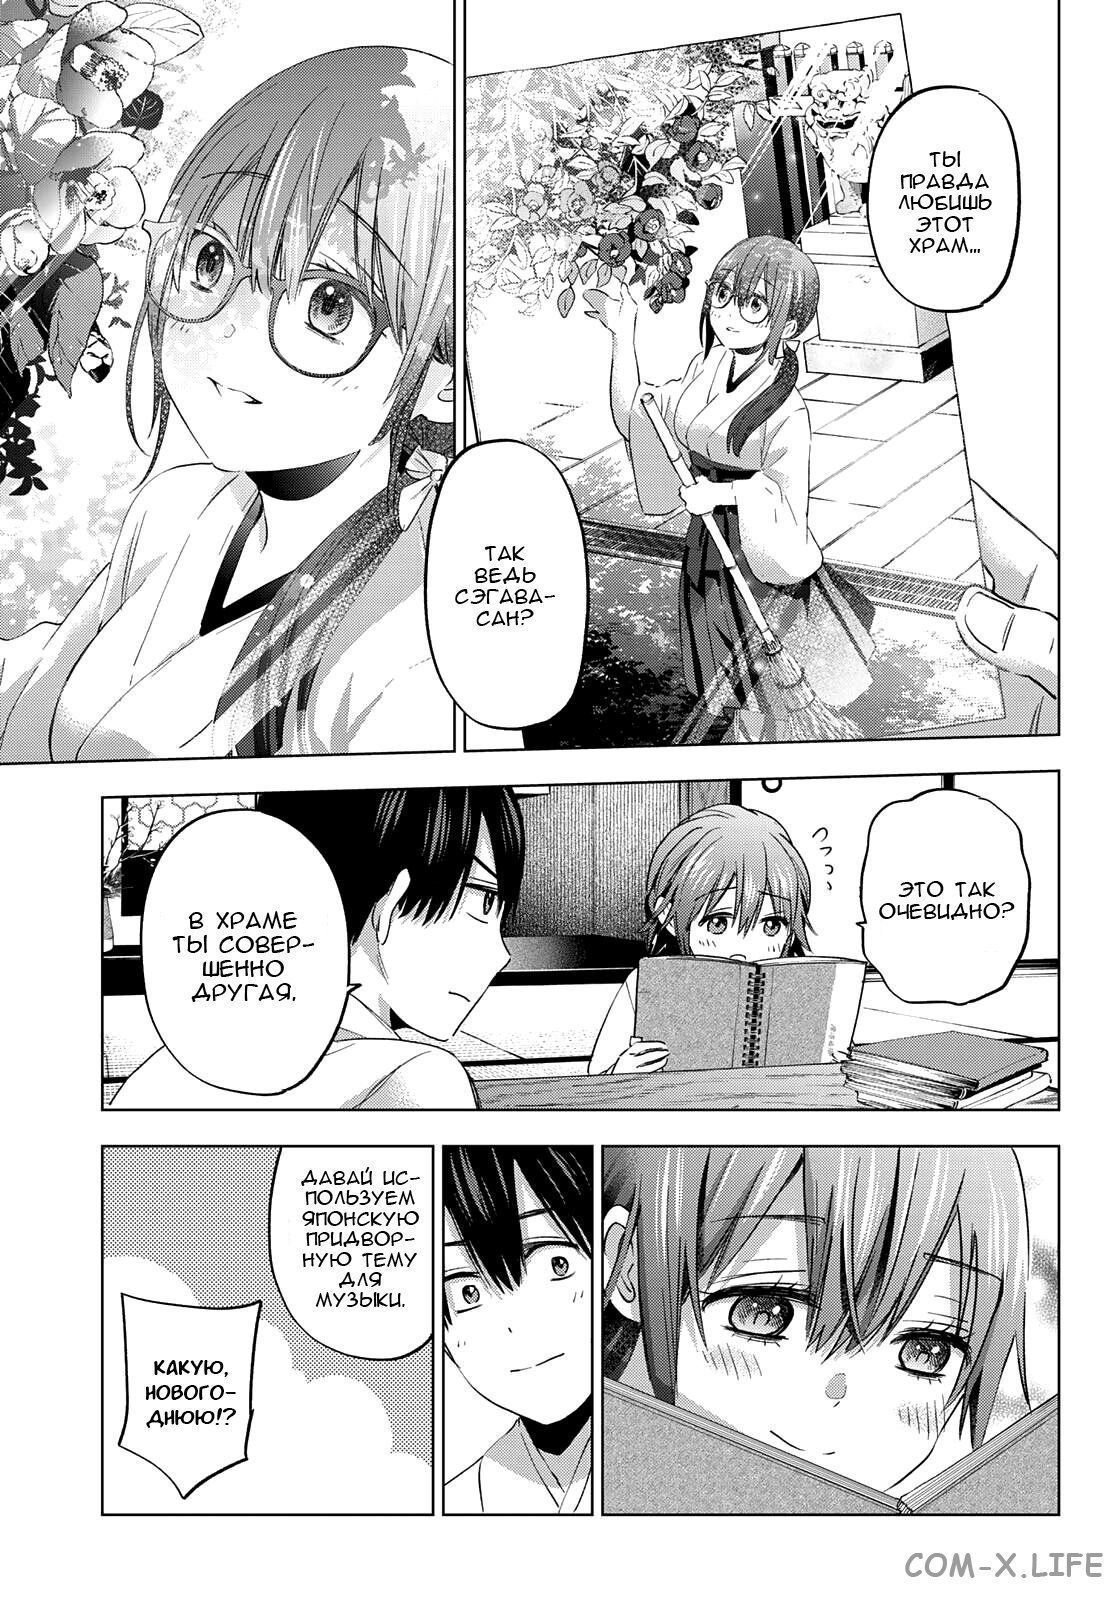 ТЫ
ПРАВДА
ЛЮБИШЬ
ЭТОТ
ХРАМ...
ТАК
ВЕДЬ
СЭГАВА-
САН?
ЭТО ТАК
ОЧЕВИДНО?
В ХРАМЕ
ТЫ СОВЕР-
ШЕННО
ДРУГАЯ.
ДАВАЙ ИС-
ПОЛЬЗУЕМ
ЯПОНСКУЮ
ПРИДВОР-
НУЮ ТЕМУ
ДЛЯ
МУЗЫКИ.
КАКУЮ,
НОВОГО-
ДНЮЮ!?
COM-X.LIFE